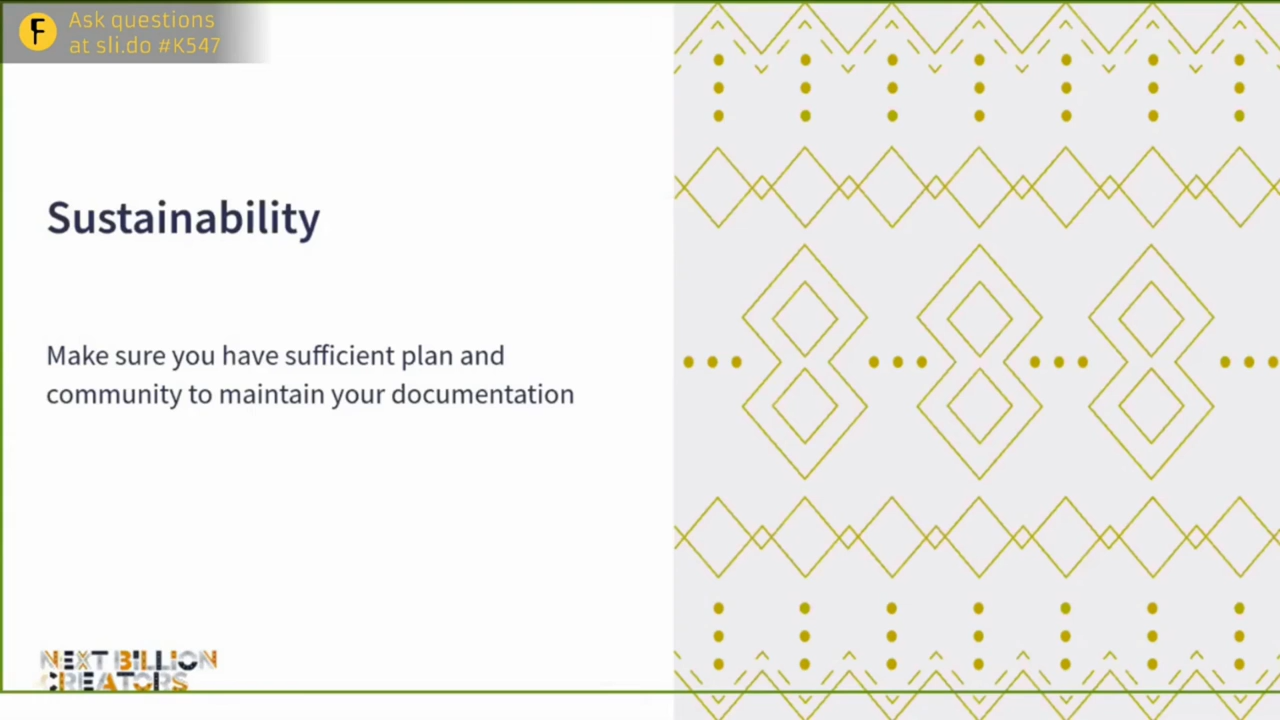 F
Ask questions
at sli.do #K547
Sustainability
Make sure you have sufficient plan and
community to maintain your documentation
NEXT BILLION
CREATORS